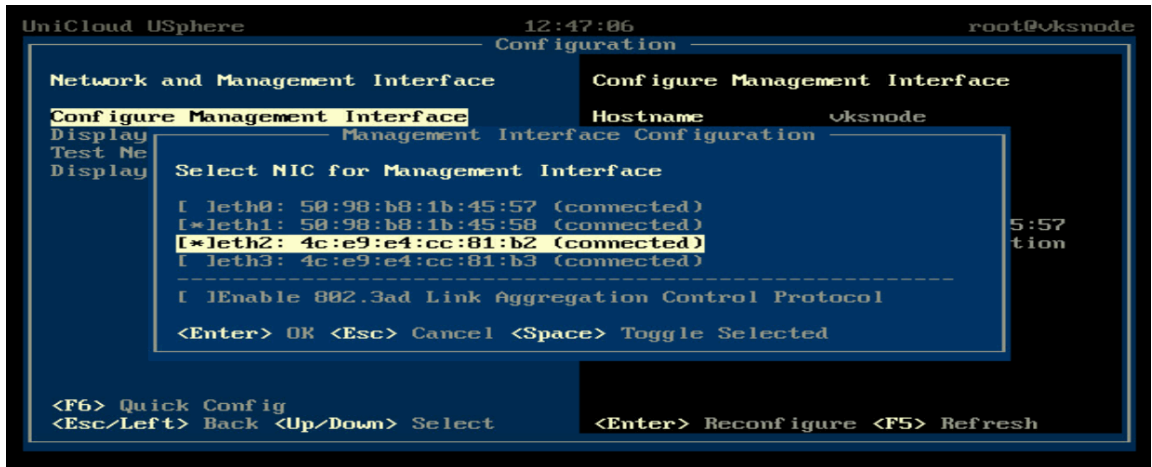 UniCloud USphere 12:47:06 root@vksnode
Configuration
Network and Management Interface Configure Management Interface
Configure Management Interface Hostname vksnode
Display Management Interface Configuration
Test Ne
Display Select NIC for Management Interface
[ ]eth0: 50:98:b8:1b:45:57 (connected)
[*]eth1: 50:98:b8:1b:45:58 (connected) 5:57
[*]eth2: 4c:e9:e4:cc:81:b2 (connected) tion
[ ]eth3: 4c:e9:e4:cc:81:b3 (connected)
[ ]Enable 802.3ad Link Aggregation Control Protocol
<Enter> OK <Esc> Cancel <Space> Toggle Selected
<F6> Quick Config
<Esc/Left> Back <Up/Down> Select <Enter> Reconfigure <F5> Refresh